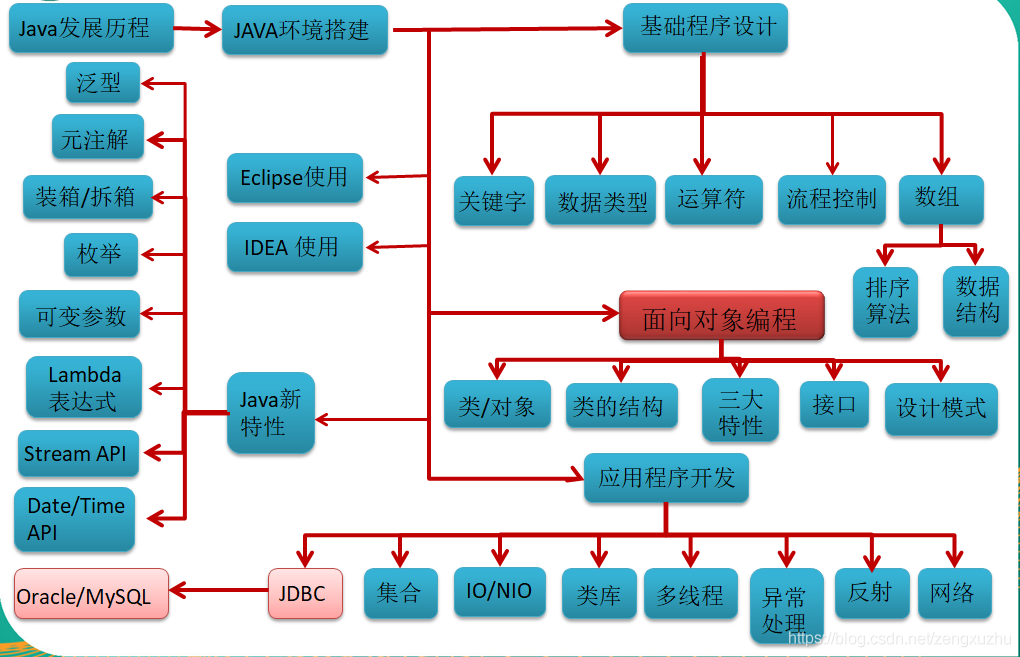 Java发展历程
JAVA环境搭建
基础程序设计
泛型
元注解
装箱/拆箱
枚举
可变参数
Lambda
表达式
Stream API
Date/Time
API
Java新
特性
Eclipse使用
IDEA 使用
关键字
数据类型
运算符
流程控制
数组
排序
算法
数据
结构
面向对象编程
类/对象
类的结构
三大
特性
接口
设计模式
应用程序开发
Oracle/MySQL
JDBC
集合
IO/NIO
类库
多线程
异常
处理
反射
网络
https://blog.csdn.net/zengxuzhu